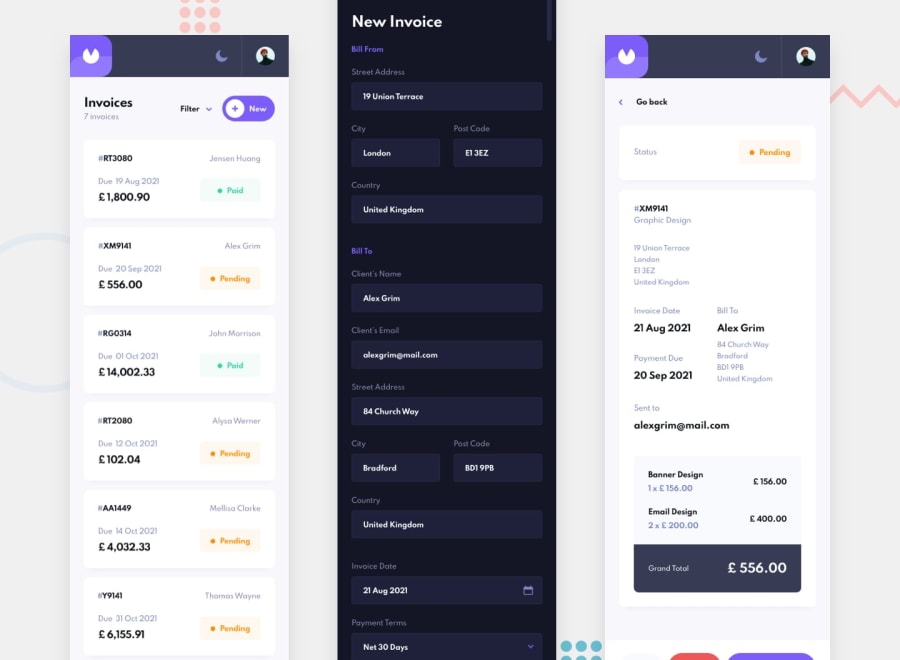 Invoices
7 invoices
Filter
New
#RT3080
Jensen Huang
Due 19 Aug 2021
£1,800.90
Paid
#XM9141
Alex Grim
Due 20 Sep 2021
£556.00
Pending
#RG0314
John Morrison
Due 01 Oct 2021
£14,002.33
Paid
#RT2080
Alysa Werner
Due 12 Oct 2021
£102.04
Pending
#AA1449
Mellisa Clarke
Due 14 Oct 2021
£4,032.33
Pending
#Y9141
Thomas Wayne
Due 31 Oct 2021
£6,155.91
Pending
New Invoice
Bill From
Street Address
19 Union Terrace
City
Post Code
London
E1 3EZ
Country
United Kingdom
Bill To
Client's Name
Alex Grim
Client's Email
alexgrim@mail.com
Street Address
84 Church Way
City
Post Code
Bradford
BD1 9PB
Country
United Kingdom
Invoice Date
21 Aug 2021
Payment Terms
Net 30 Days
Go back
Status
Pending
#XM9141
Graphic Design
19 Union Terrace
London
E1 3EZ
United Kingdom
Invoice Date
21 Aug 2021
Payment Due
20 Sep 2021
Bill To
Alex Grim
84 Church Way
Bradford
BD1 9PB
United Kingdom
Sent to
alexgrim@mail.com
Banner Design
1 x £ 156.00
£ 156.00
Email Design
2 x £ 200.00
£ 400.00
Grand Total
£ 556.00